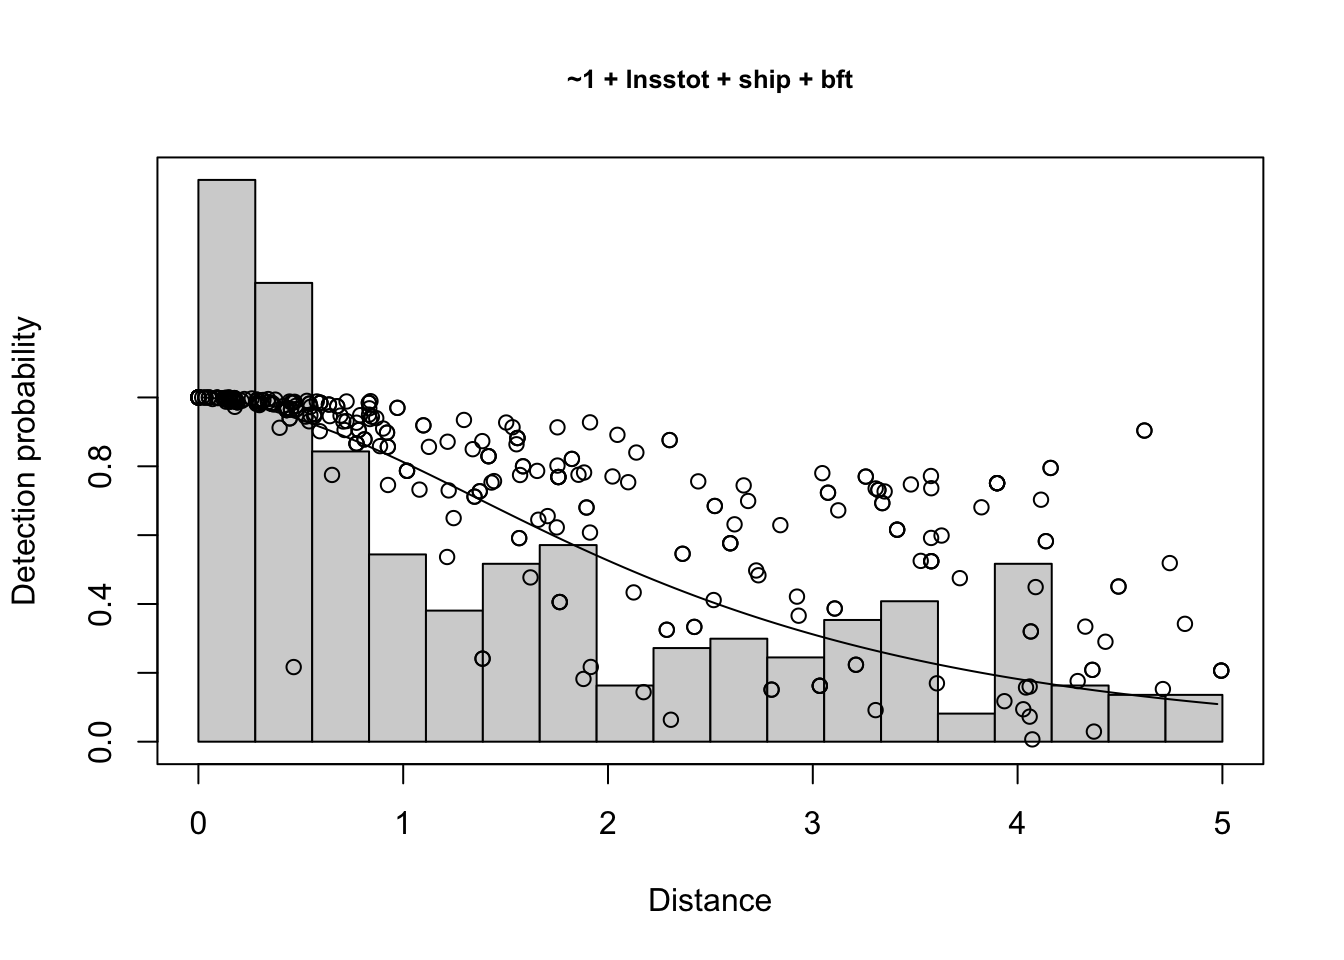 ~1 + lnsstot + ship + bft
Detection probability
0.8
0.4
0.0
0 1 2 3 4 5
Distance